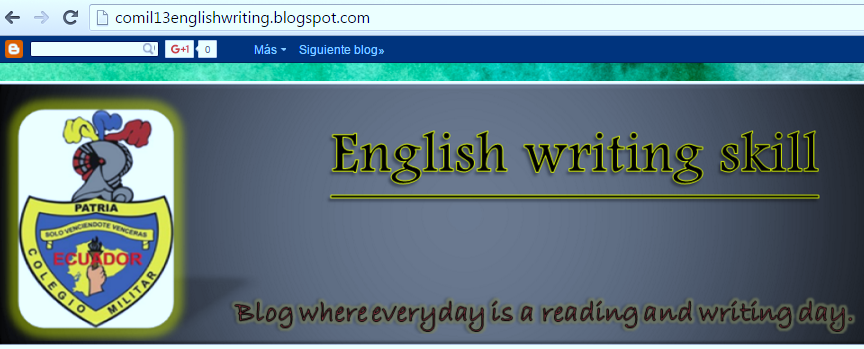 comil13englishwriting.blogspot.com
G+1 0 Más Siguiente blog»
English writing skill
PATRIA
SOLO VENCIENDOTE VENCERAS
ECUADOR
COLEGIO MILITAR
Blog where everyday is a reading and writing day.